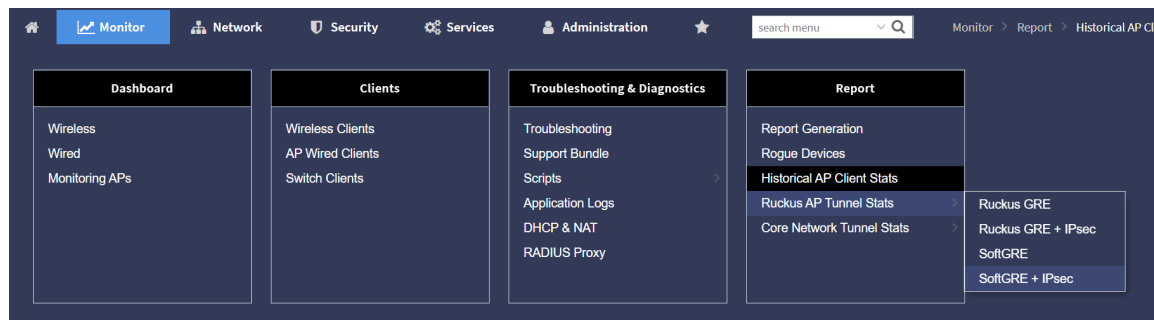 Monitor
Network
Security
Services
Administration
search menu
Monitor > Report > Historical AP Cl
Dashboard
Wireless
Wired
Monitoring APs
Clients
Wireless Clients
AP Wired Clients
Switch Clients
Troubleshooting & Diagnostics
Troubleshooting
Support Bundle
Scripts
Application Logs
DHCP & NAT
RADIUS Proxy
Report
Report Generation
Rogue Devices
Historical AP Client Stats
Ruckus AP Tunnel Stats
Core Network Tunnel Stats
Ruckus GRE
Ruckus GRE + IPsec
SoftGRE
SoftGRE + IPsec